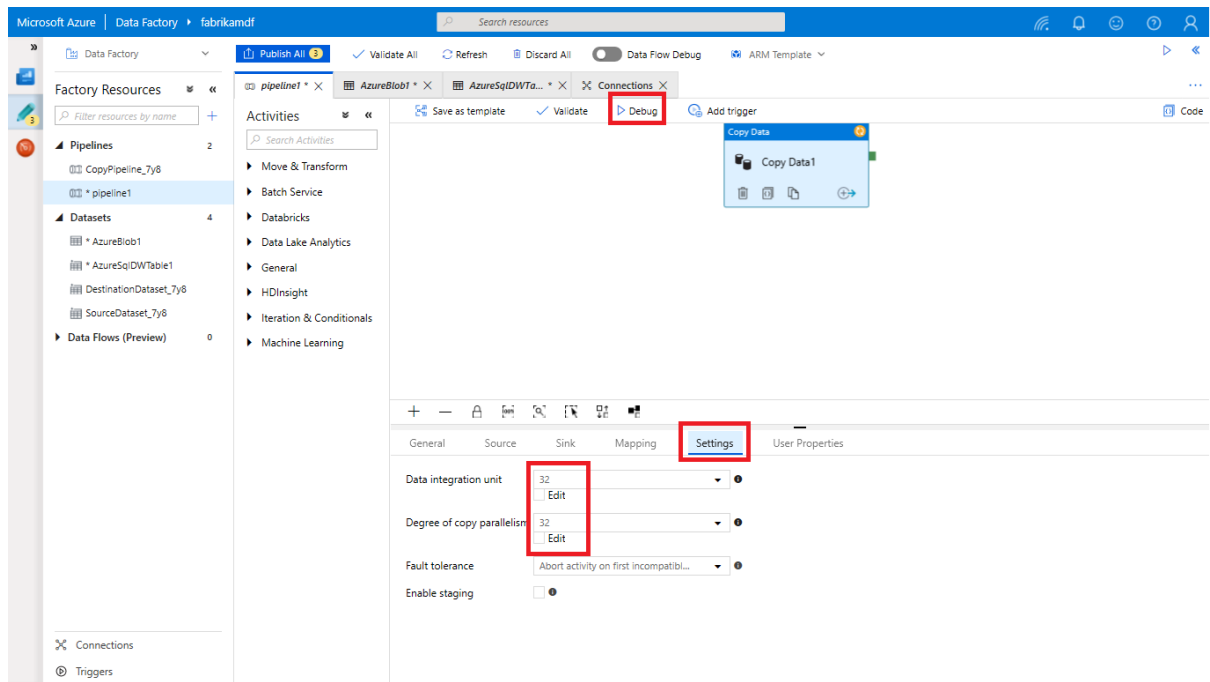 Microsoft Azure | Data Factory fabrikamdf Search resources
Data Factory Publish All 3 Validate All Refresh Discard All Data Flow Debug ARM Template
pipeline1 * AzureBlob1 * AzureSqlDWTa... * Connections
Factory Resources
Filter resources by name
Pipelines 2
CopyPipeline_7y8
* pipeline1
Datasets 4
* AzureBlob1
* AzureSqlDWTable1
DestinationDataset_7y8
SourceDataset_7y8
Data Flows (Preview) 0
Connections
Triggers
Activities
Search Activities
Move & Transform
Batch Service
Databricks
Data Lake Analytics
General
HDInsight
Iteration & Conditionals
Machine Learning
Save as template Validate Debug Add trigger Code
Copy Data
Copy Data1
General Source Sink Mapping Settings User Properties
Data integration unit 32
Edit
Degree of copy parallelism 32
Edit
Fault tolerance Abort activity on first incompatibl...
Enable staging
3